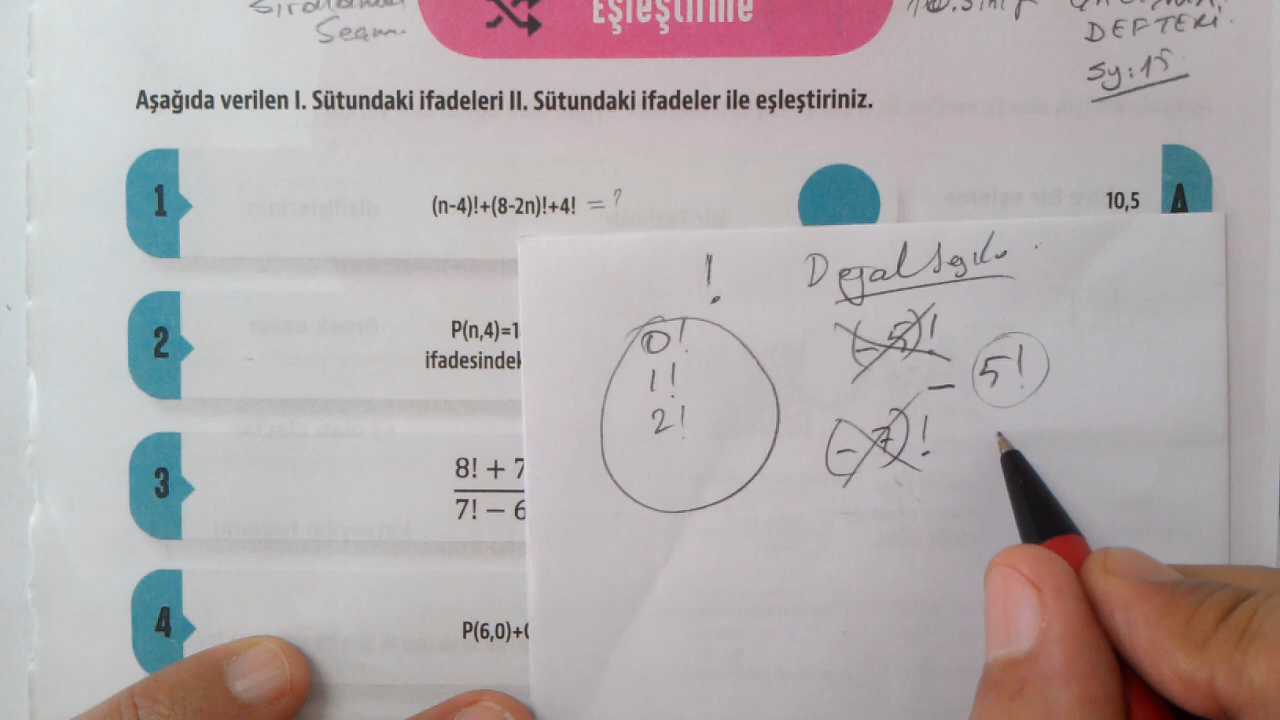 Eşleştirme
DEFTERİ
Sy:15
Aşağıda verilen I. Sütundaki ifadeleri II. Sütundaki ifadeler ile eşleştiriniz.
1
(n-4)!+(8-2n)!+4! = ?
10,5
A
2
P(n,4)=1
ifadesindek
3
8! + 7
7! − 6
4
P(6,0)+
!
0!
1!
2!
Doğal Sayılar
(-5)!
- 5!
(-7)!